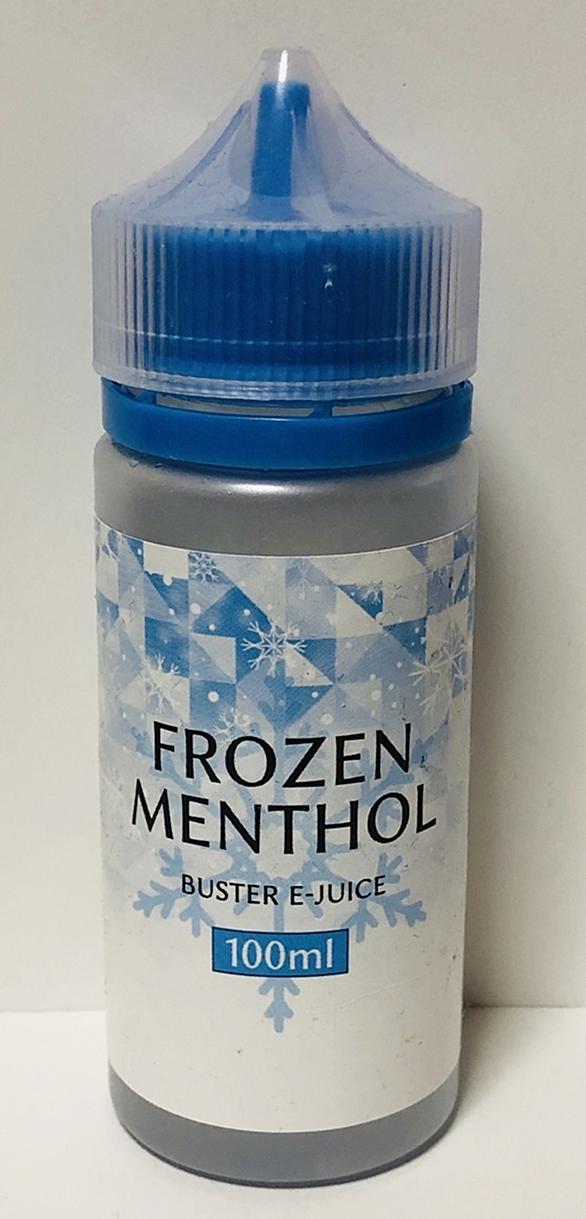 FROZEN
MENTHOL
BUSTER E-JUICE
100ml